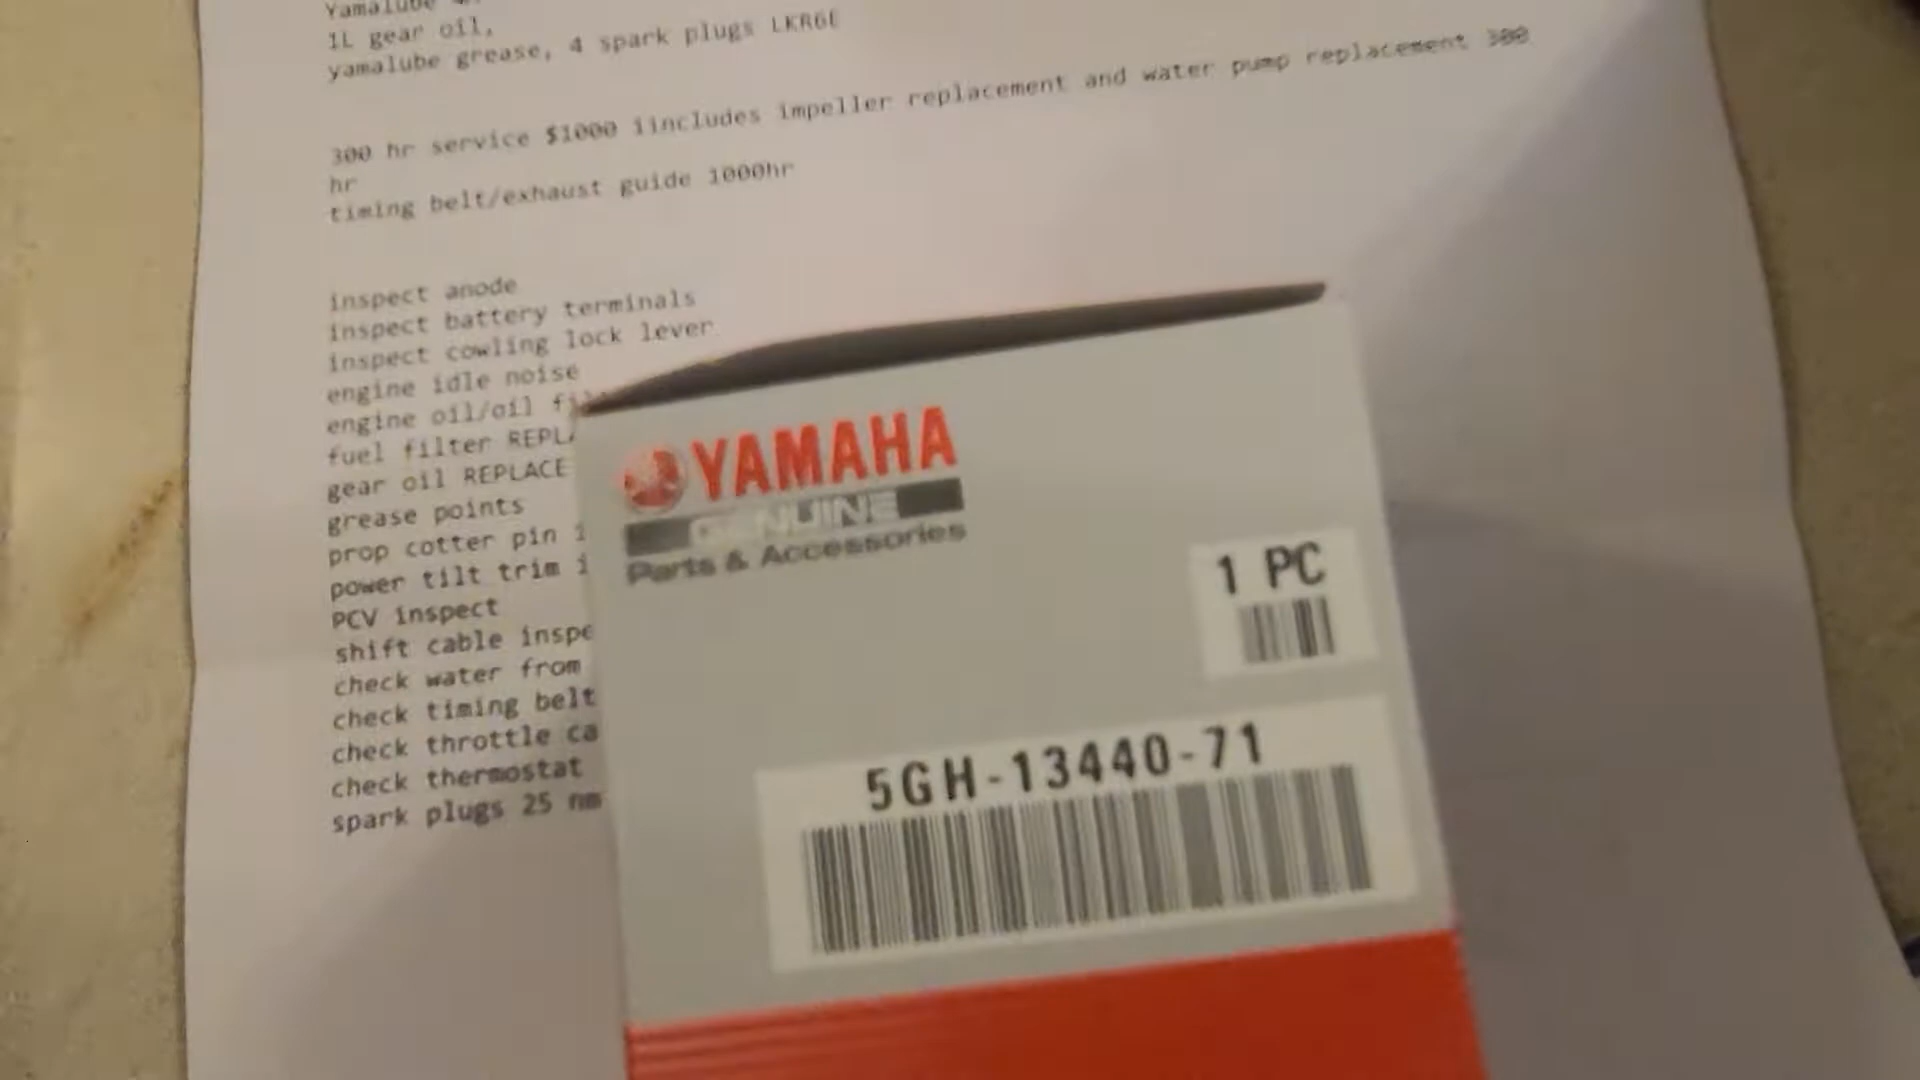 Yamalube
1L gear oil,
yamalube grease, 4 spark plugs LKR6E
300 hr service $1000 iincludes impeller replacement and water pump replacement 300
hr
timing belt/exhaust guide 1000hr
inspect anode
inspect battery terminals
inspect cowling lock lever
engine idle noise
engine oil/oil fil
fuel filter REPLA
gear oil REPLACE
grease points
prop cotter pin i
power tilt trim i
PCV inspect
shift cable inspe
check water from
check timing belt
check throttle ca
check thermostat
spark plugs 25 nm
YAMAHA
GENUINE
Parts & Accessories
1 PC
5GH-13440-71